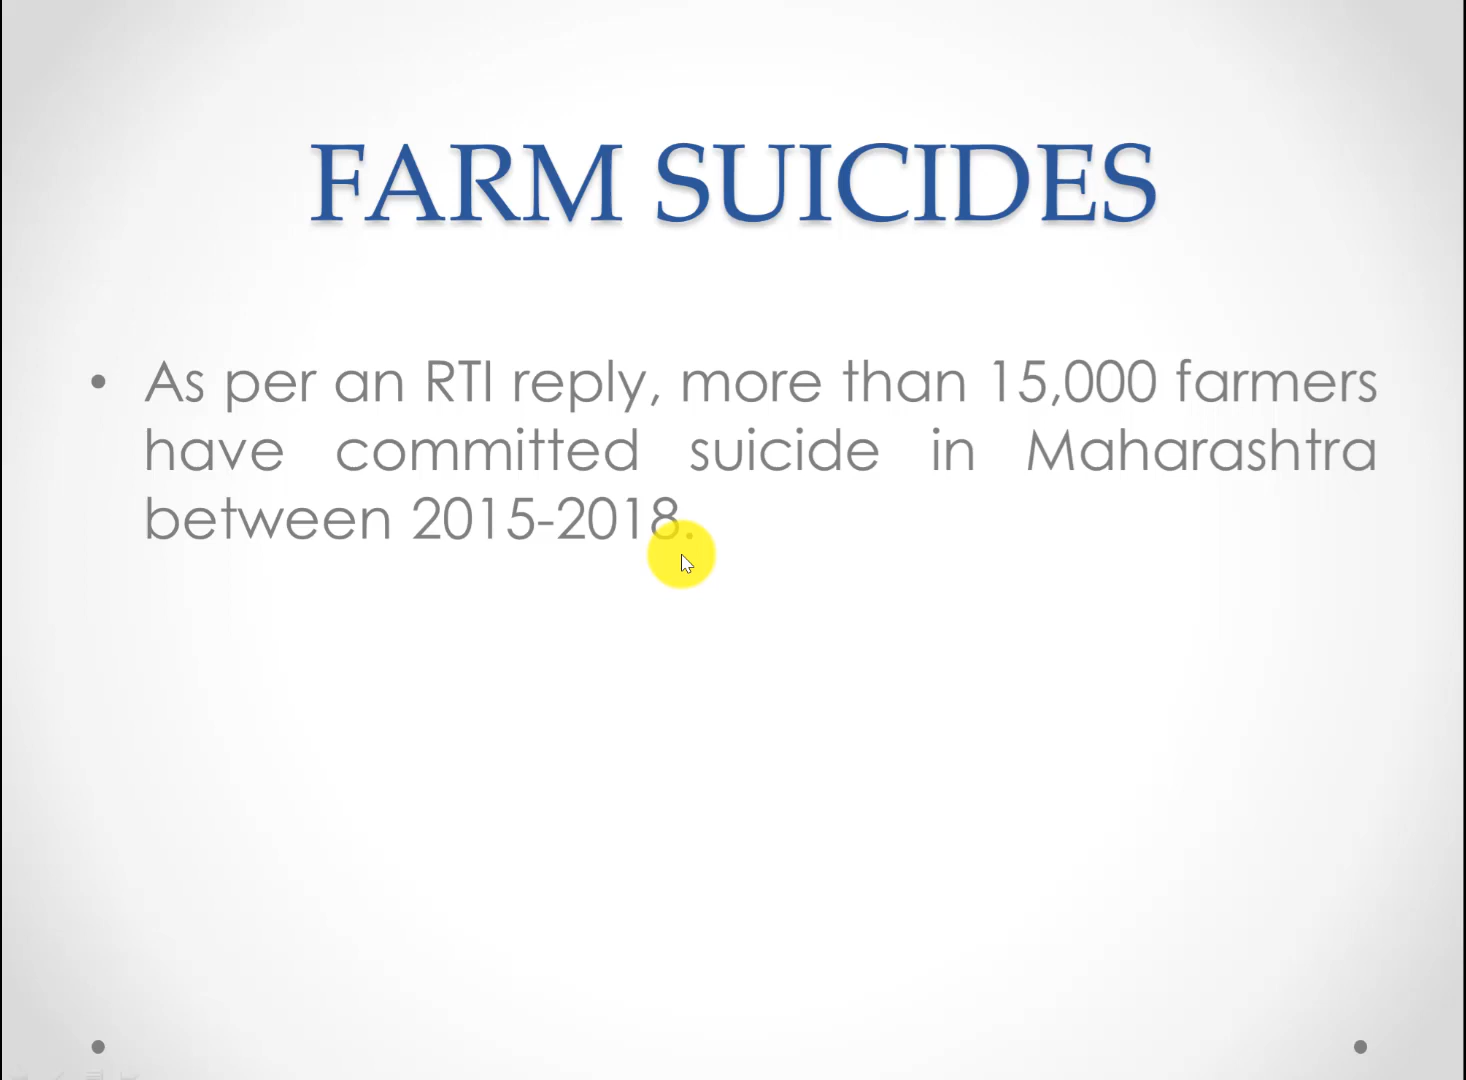 FARM SUICIDES
• As per an RTI reply, more than 15,000 farmers
have committed suicide in Maharashtra
between 2015-2018.